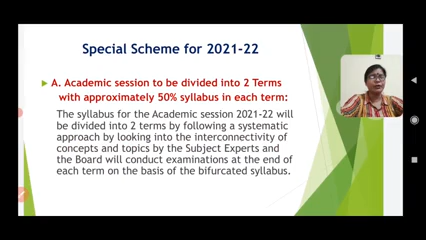 Special Scheme for 2021-22
A. Academic session to be divided into 2 Terms
with approximately 50% syllabus in each term:
The syllabus for the Academic session 2021-22 will
be divided into 2 terms by following a systematic
approach by looking into the interconnectivity of
concepts and topics by the Subject Experts and
the Board will conduct examinations at the end of
each term on the basis of the bifurcated syllabus.